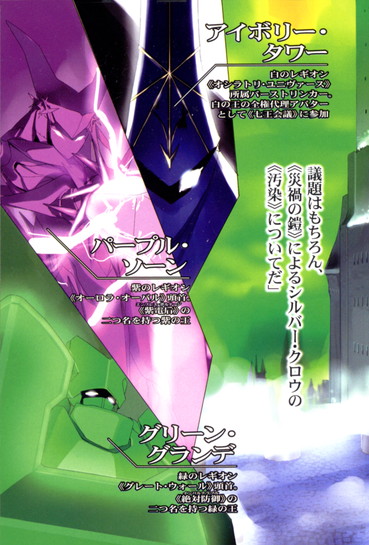 アイボリー・
タワー
白のレギオン
《オシラトリ・ユニヴァース》
所属バーストリンカー。
白の王の全権代理アバター
として《七王会議》に参加
議題はもちろん、
《災禍の鎧》によるシルバー・クロウの
《汚染》についてだ」
パープル・
ソーン
紫のレギオン
《オーロラ・オーバル》頭首。
《紫電后》の
二つ名を持つ紫の王
グリーン・
グランデ
緑のレギオン
《グレート・ウォール》頭首。
《絶対防御》の
二つ名を持つ緑の王